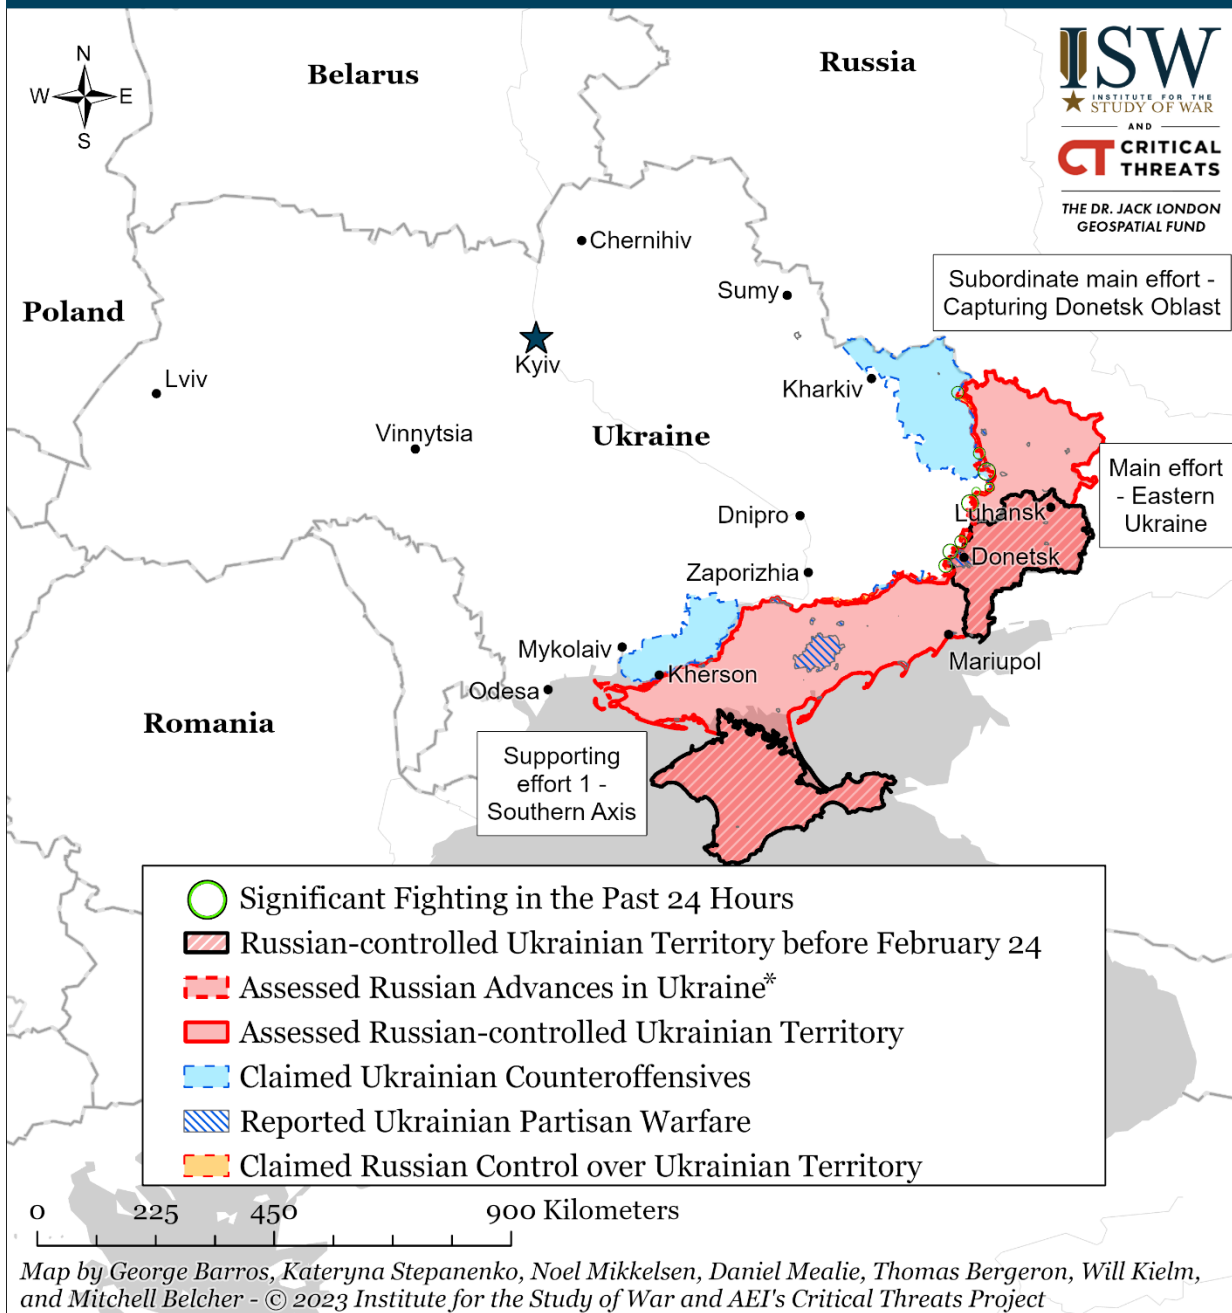 N
W
E
S
Belarus
Russia
ISW
INSTITUTE FOR THE
STUDY OF WAR
AND
CT CRITICAL
THREATS
THE DR. JACK LONDON
GEOSPATIAL FUND
Chernihiv
Sumy
Subordinate main effort -
Capturing Donetsk Oblast
Poland
Kyiv
Lviv
Kharkiv
Vinnytsia
Ukraine
Main effort
- Eastern
Ukraine
Dnipro
Luhansk
Donetsk
Zaporizhia
Mykolaiv
Mariupol
Kherson
Odesa
Romania
Supporting
effort 1 -
Southern Axis
Significant Fighting in the Past 24 Hours
Russian-controlled Ukrainian Territory before February 24
Assessed Russian Advances in Ukraine*
Assessed Russian-controlled Ukrainian Territory
Claimed Ukrainian Counteroffensives
Reported Ukrainian Partisan Warfare
Claimed Russian Control over Ukrainian Territory
0 225 450 900 Kilometers
Map by George Barros, Kateryna Stepanenko, Noel Mikkelsen, Daniel Mealie, Thomas Bergeron, Will Kielm,
and Mitchell Belcher - © 2023 Institute for the Study of War and AEI's Critical Threats Project